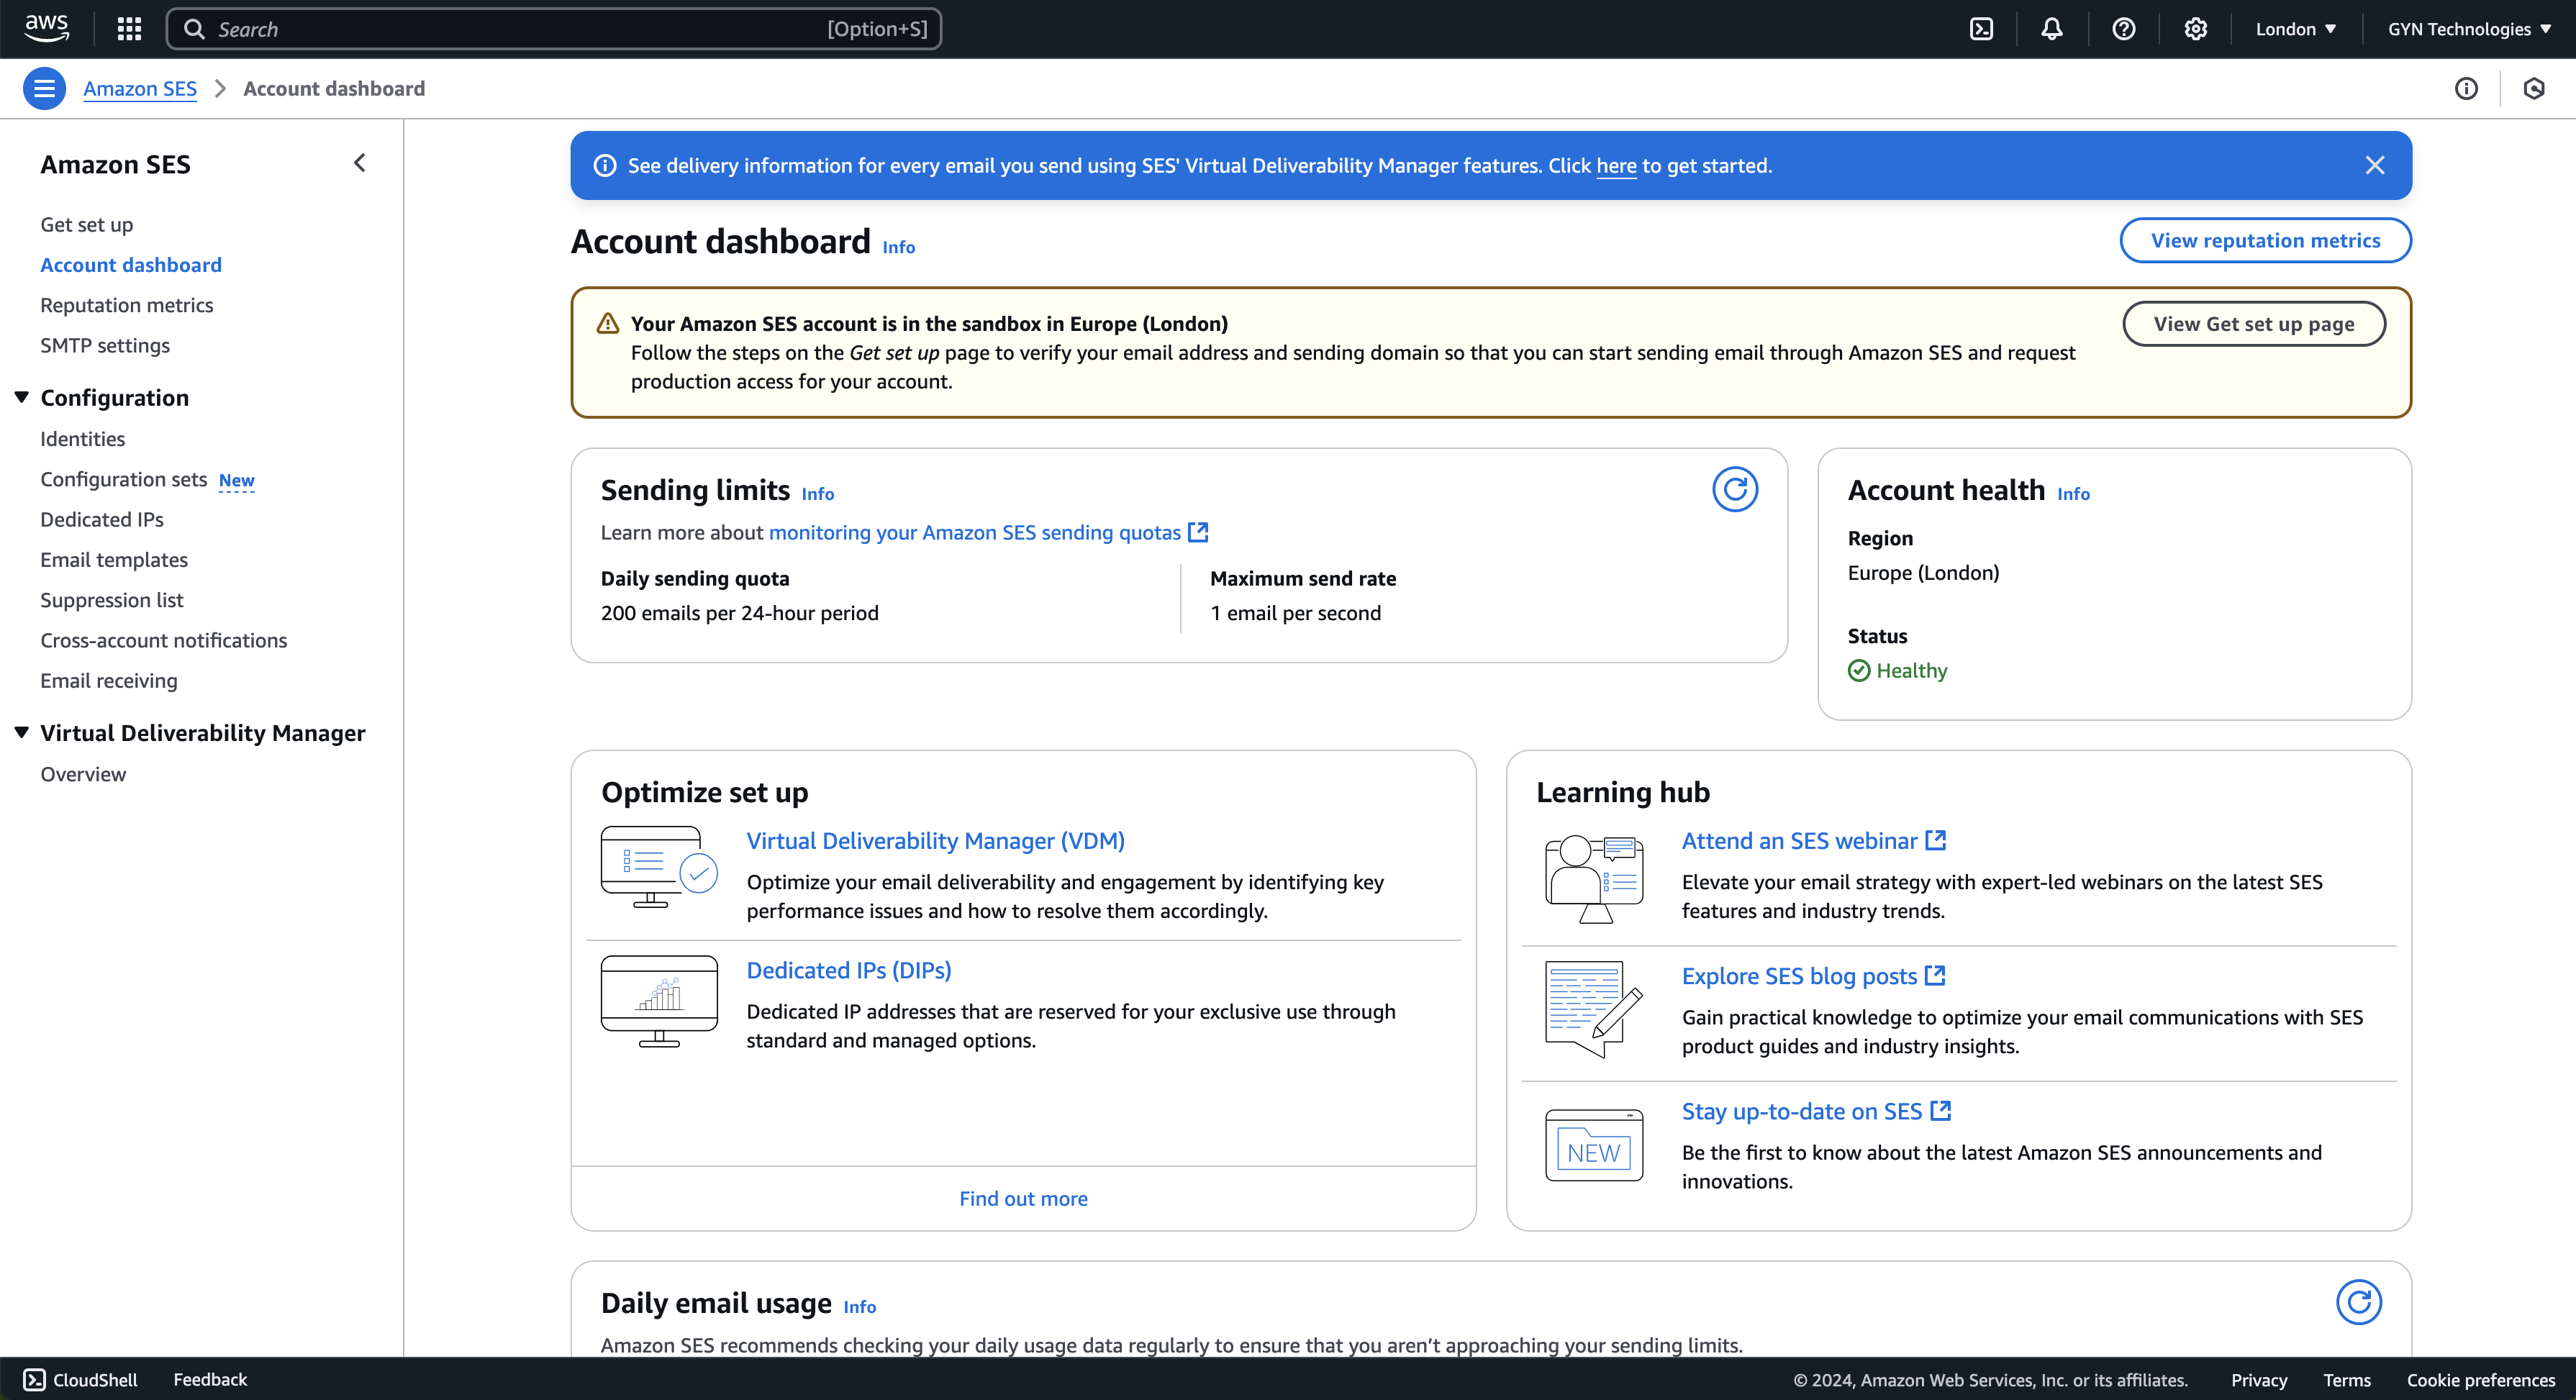 aws
Search
[Option+S]
London
GYN Technologies
Amazon SES
Account dashboard
Amazon SES
Get set up
Account dashboard
Reputation metrics
SMTP settings
Configuration
Identities
Configuration sets New
Dedicated IPs
Email templates
Suppression list
Cross-account notifications
Email receiving
Virtual Deliverability Manager
Overview
See delivery information for every email you send using SES' Virtual Deliverability Manager features. Click here to get started.
Account dashboard Info
View reputation metrics
Your Amazon SES account is in the sandbox in Europe (London)
Follow the steps on the Get set up page to verify your email address and sending domain so that you can start sending email through Amazon SES and request
production access for your account.
View Get set up page
Sending limits Info
Learn more about monitoring your Amazon SES sending quotas
Daily sending quota
200 emails per 24-hour period
Maximum send rate
1 email per second
Account health Info
Region
Europe (London)
Status
Healthy
Optimize set up
Virtual Deliverability Manager (VDM)
Optimize your email deliverability and engagement by identifying key
performance issues and how to resolve them accordingly.
Dedicated IPs (DIPs)
Dedicated IP addresses that are reserved for your exclusive use through
standard and managed options.
Find out more
Learning hub
Attend an SES webinar
Elevate your email strategy with expert-led webinars on the latest SES
features and industry trends.
Explore SES blog posts
Gain practical knowledge to optimize your email communications with SES
product guides and industry insights.
NEW
Stay up-to-date on SES
Be the first to know about the latest Amazon SES announcements and
innovations.
Daily email usage Info
Amazon SES recommends checking your daily usage data regularly to ensure that you aren't approaching your sending limits.
CloudShell
Feedback
© 2024, Amazon Web Services, Inc. or its affiliates.
Privacy
Terms
Cookie preferences